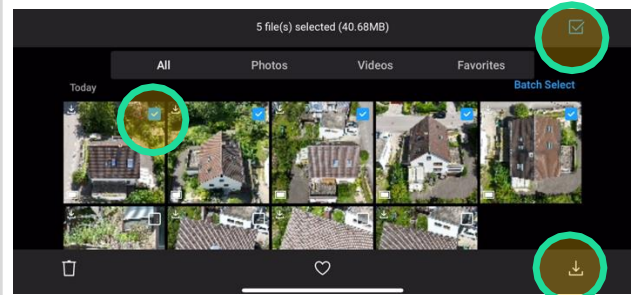 5 file(s) selected (40.68MB)
All Photos Videos Favorites
Today
Batch Select